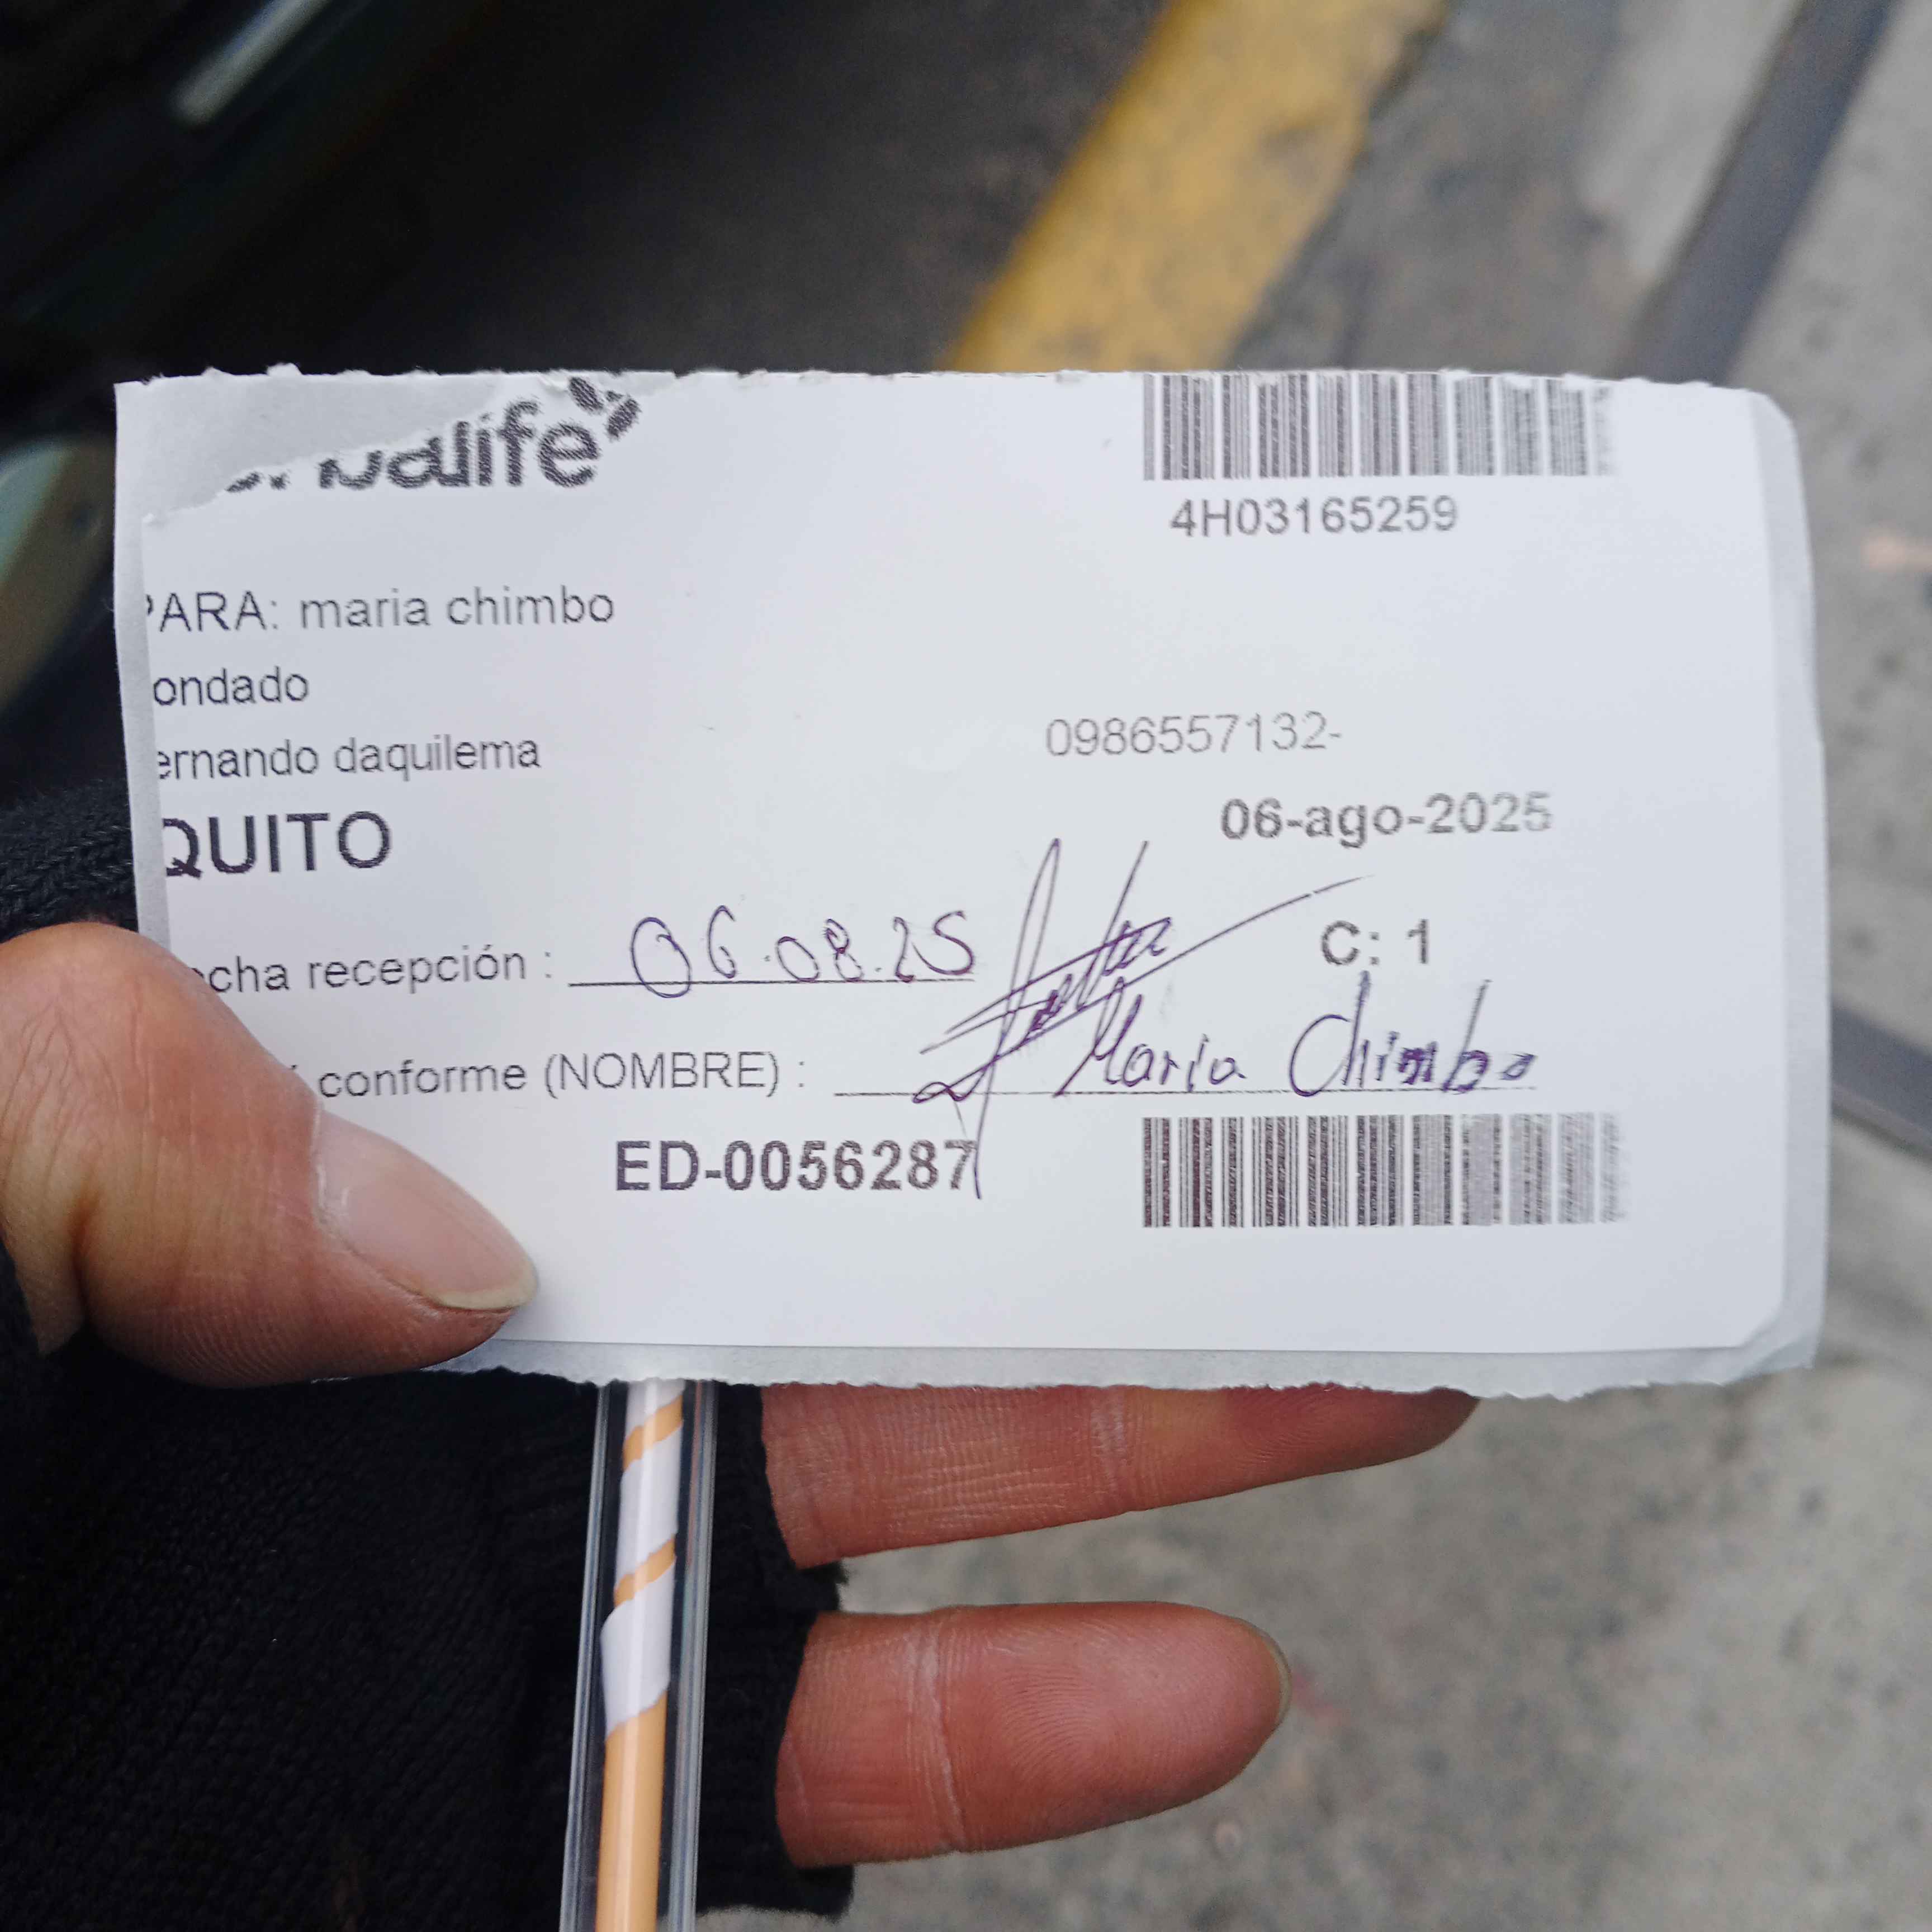 4H03165259
PARA: maria chimbo
ondado
ernando daquilema
0986557132-
QUITO
06-ago-2025
cha recepción : 06.08.25
C: 1
conforme (NOMBRE) : Maria Chimbo
ED-0056287